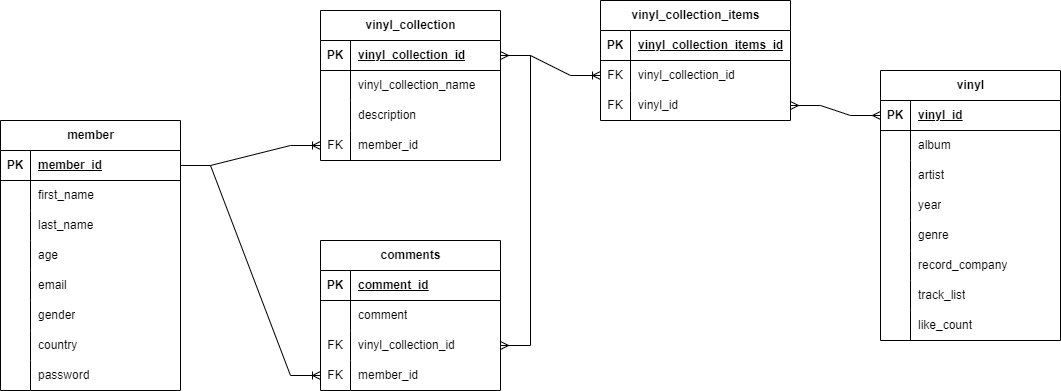 member
PK member_id
first_name
last_name
age
email
gender
country
password
vinyl_collection
PK vinyl_collection_id
vinyl_collection_name
description
FK member_id
comments
PK comment_id
comment
FK vinyl_collection_id
FK member_id
vinyl_collection_items
PK vinyl_collection_items_id
FK vinyl_collection_id
FK vinyl_id
vinyl
PK vinyl_id
album
artist
year
genre
record_company
track_list
like_count